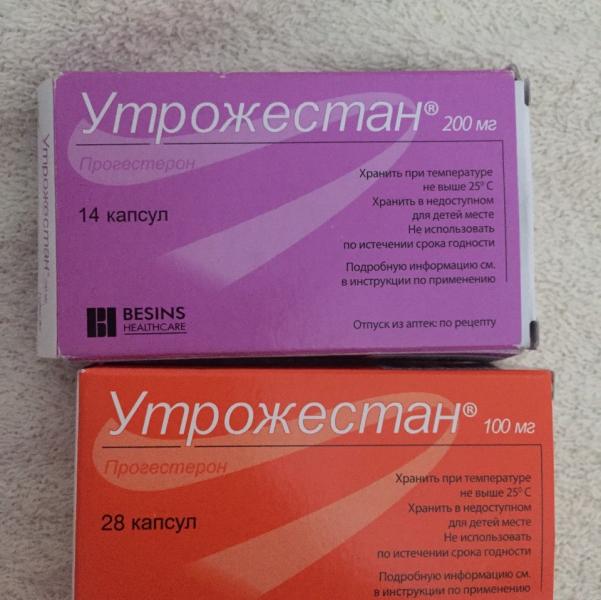 Утрожестан® 200 мг
Прогестерон
14 капсул
Хранить при температуре
не выше 25⁰ С
Хранить в недоступном
для детей месте
Не использовать
по истечении срока годности
Подробную информацию см.
в инструкции по применению
BESINS
HEALTHCARE
Отпуск из аптек: по рецепту
Утрожестан
Утрожестан® 100 мг
Прогестерон
28 капсул
Хранить при температуре
не выше 25⁰ С
Хранить в недоступном
для детей месте
Не использовать
по истечении срока годности
Подробную информацию см.
в инструкции по применению